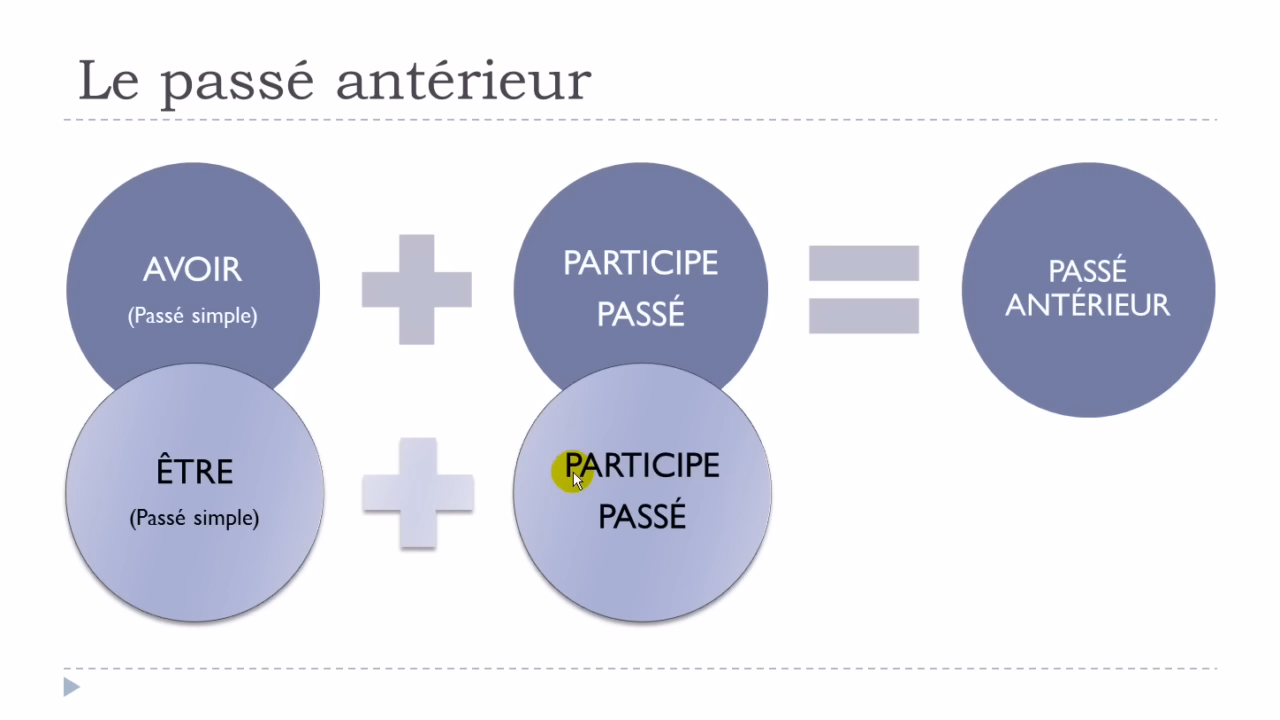 Le passé antérieur
AVOIR
(Passé simple)
PARTICIPE
PASSÉ
PASSÉ
ANTÉRIEUR
ÊTRE
(Passé simple)
PARTICIPE
PASSÉ